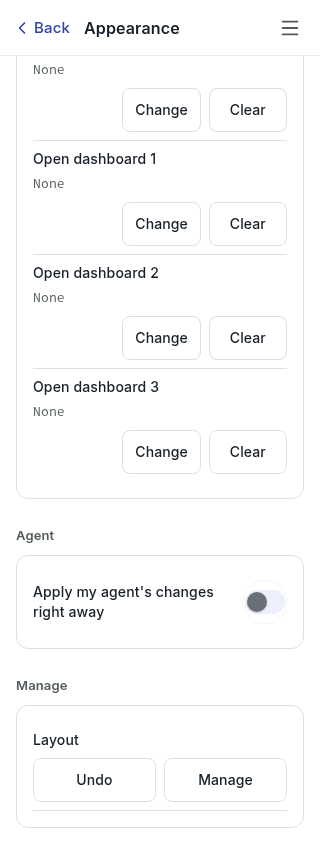 Back Appearance
None
Change Clear
Open dashboard 1
None
Change Clear
Open dashboard 2
None
Change Clear
Open dashboard 3
None
Change Clear
Agent
Apply my agent's changes
right away
Manage
Layout
Undo Manage